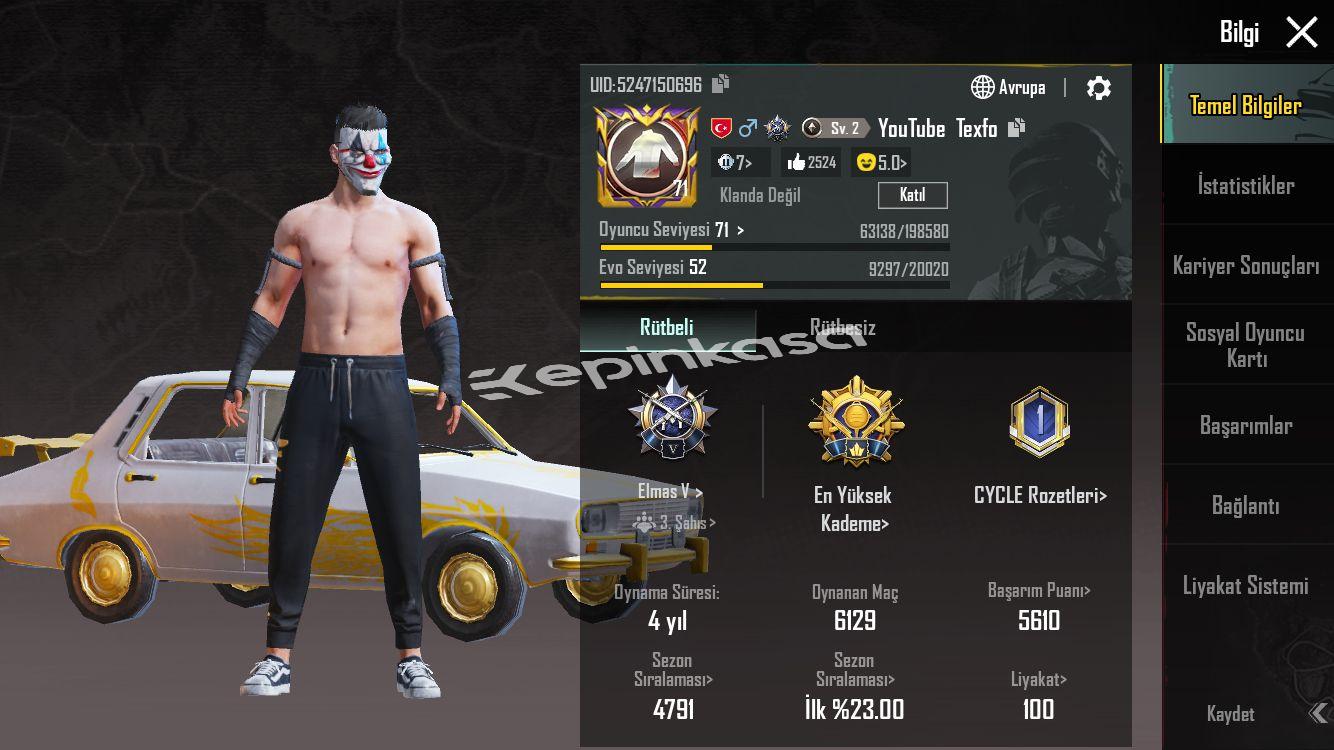 Bilgi
UID:5247150696
Avrupa
Sv. 2
YouTube Texfo
7>
2524
5.0>
71
Klanda Değil
Katıl
Oyuncu Seviyesi 71 >
63138/198580
Evo Seviyesi 52
9297/20020
Rütbeli
Rütbesiz
epinkasa
V
1
Elmas V >
3. Şahıs >
En Yüksek
Kademe>
CYCLE Rozetleri>
Oynama Süresi:
4 yıl
Oynanan Maç
6129
Başarım Puanı>
5610
Sezon
Sıralaması>
4791
Sezon
Sıralaması>
İlk %23.00
Liyakat>
100
Temel Bilgiler
İstatistikler
Kariyer Sonuçları
Sosyal Oyuncu
Kartı
Başarımlar
Bağlantı
Liyakat Sistemi
Kaydet